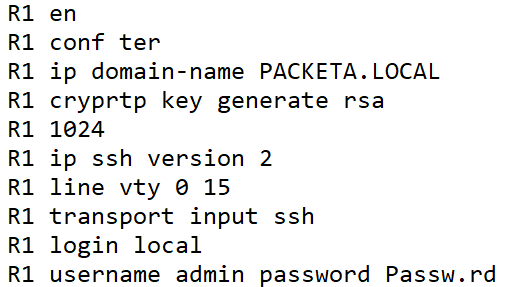 R1 en
R1 conf ter
R1 ip domain-name PACKETA.LOCAL
R1 cryprtp key generate rsa
R1 1024
R1 ip ssh version 2
R1 line vty 0 15
R1 transport input ssh
R1 login local
R1 username admin password Passw.rd